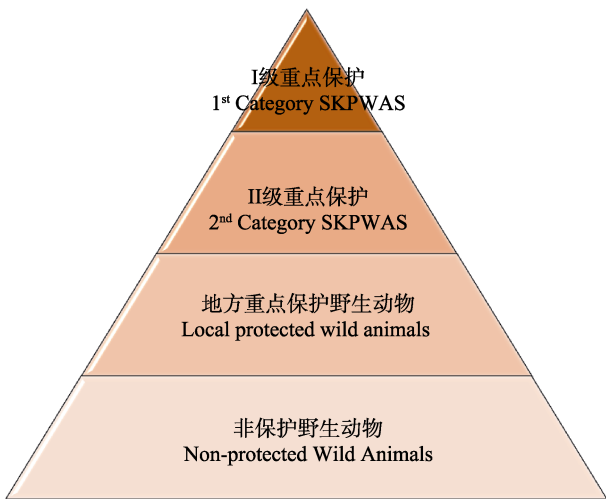 I级重点保护
1st Category SKPWAS
II级重点保护
2nd Category SKPWAS
地方重点保护野生动物
Local protected wild animals
非保护野生动物
Non-protected Wild Animals